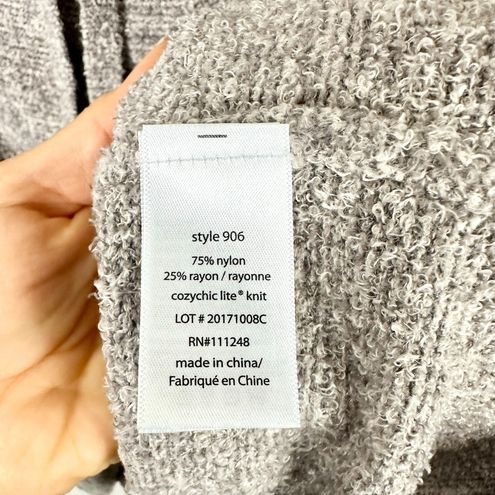 style 906
75% nylon
25% rayon / rayonne
cozychic lite® knit
LOT # 20171008C
RN#111248
made in china/
Fabriqué en Chine